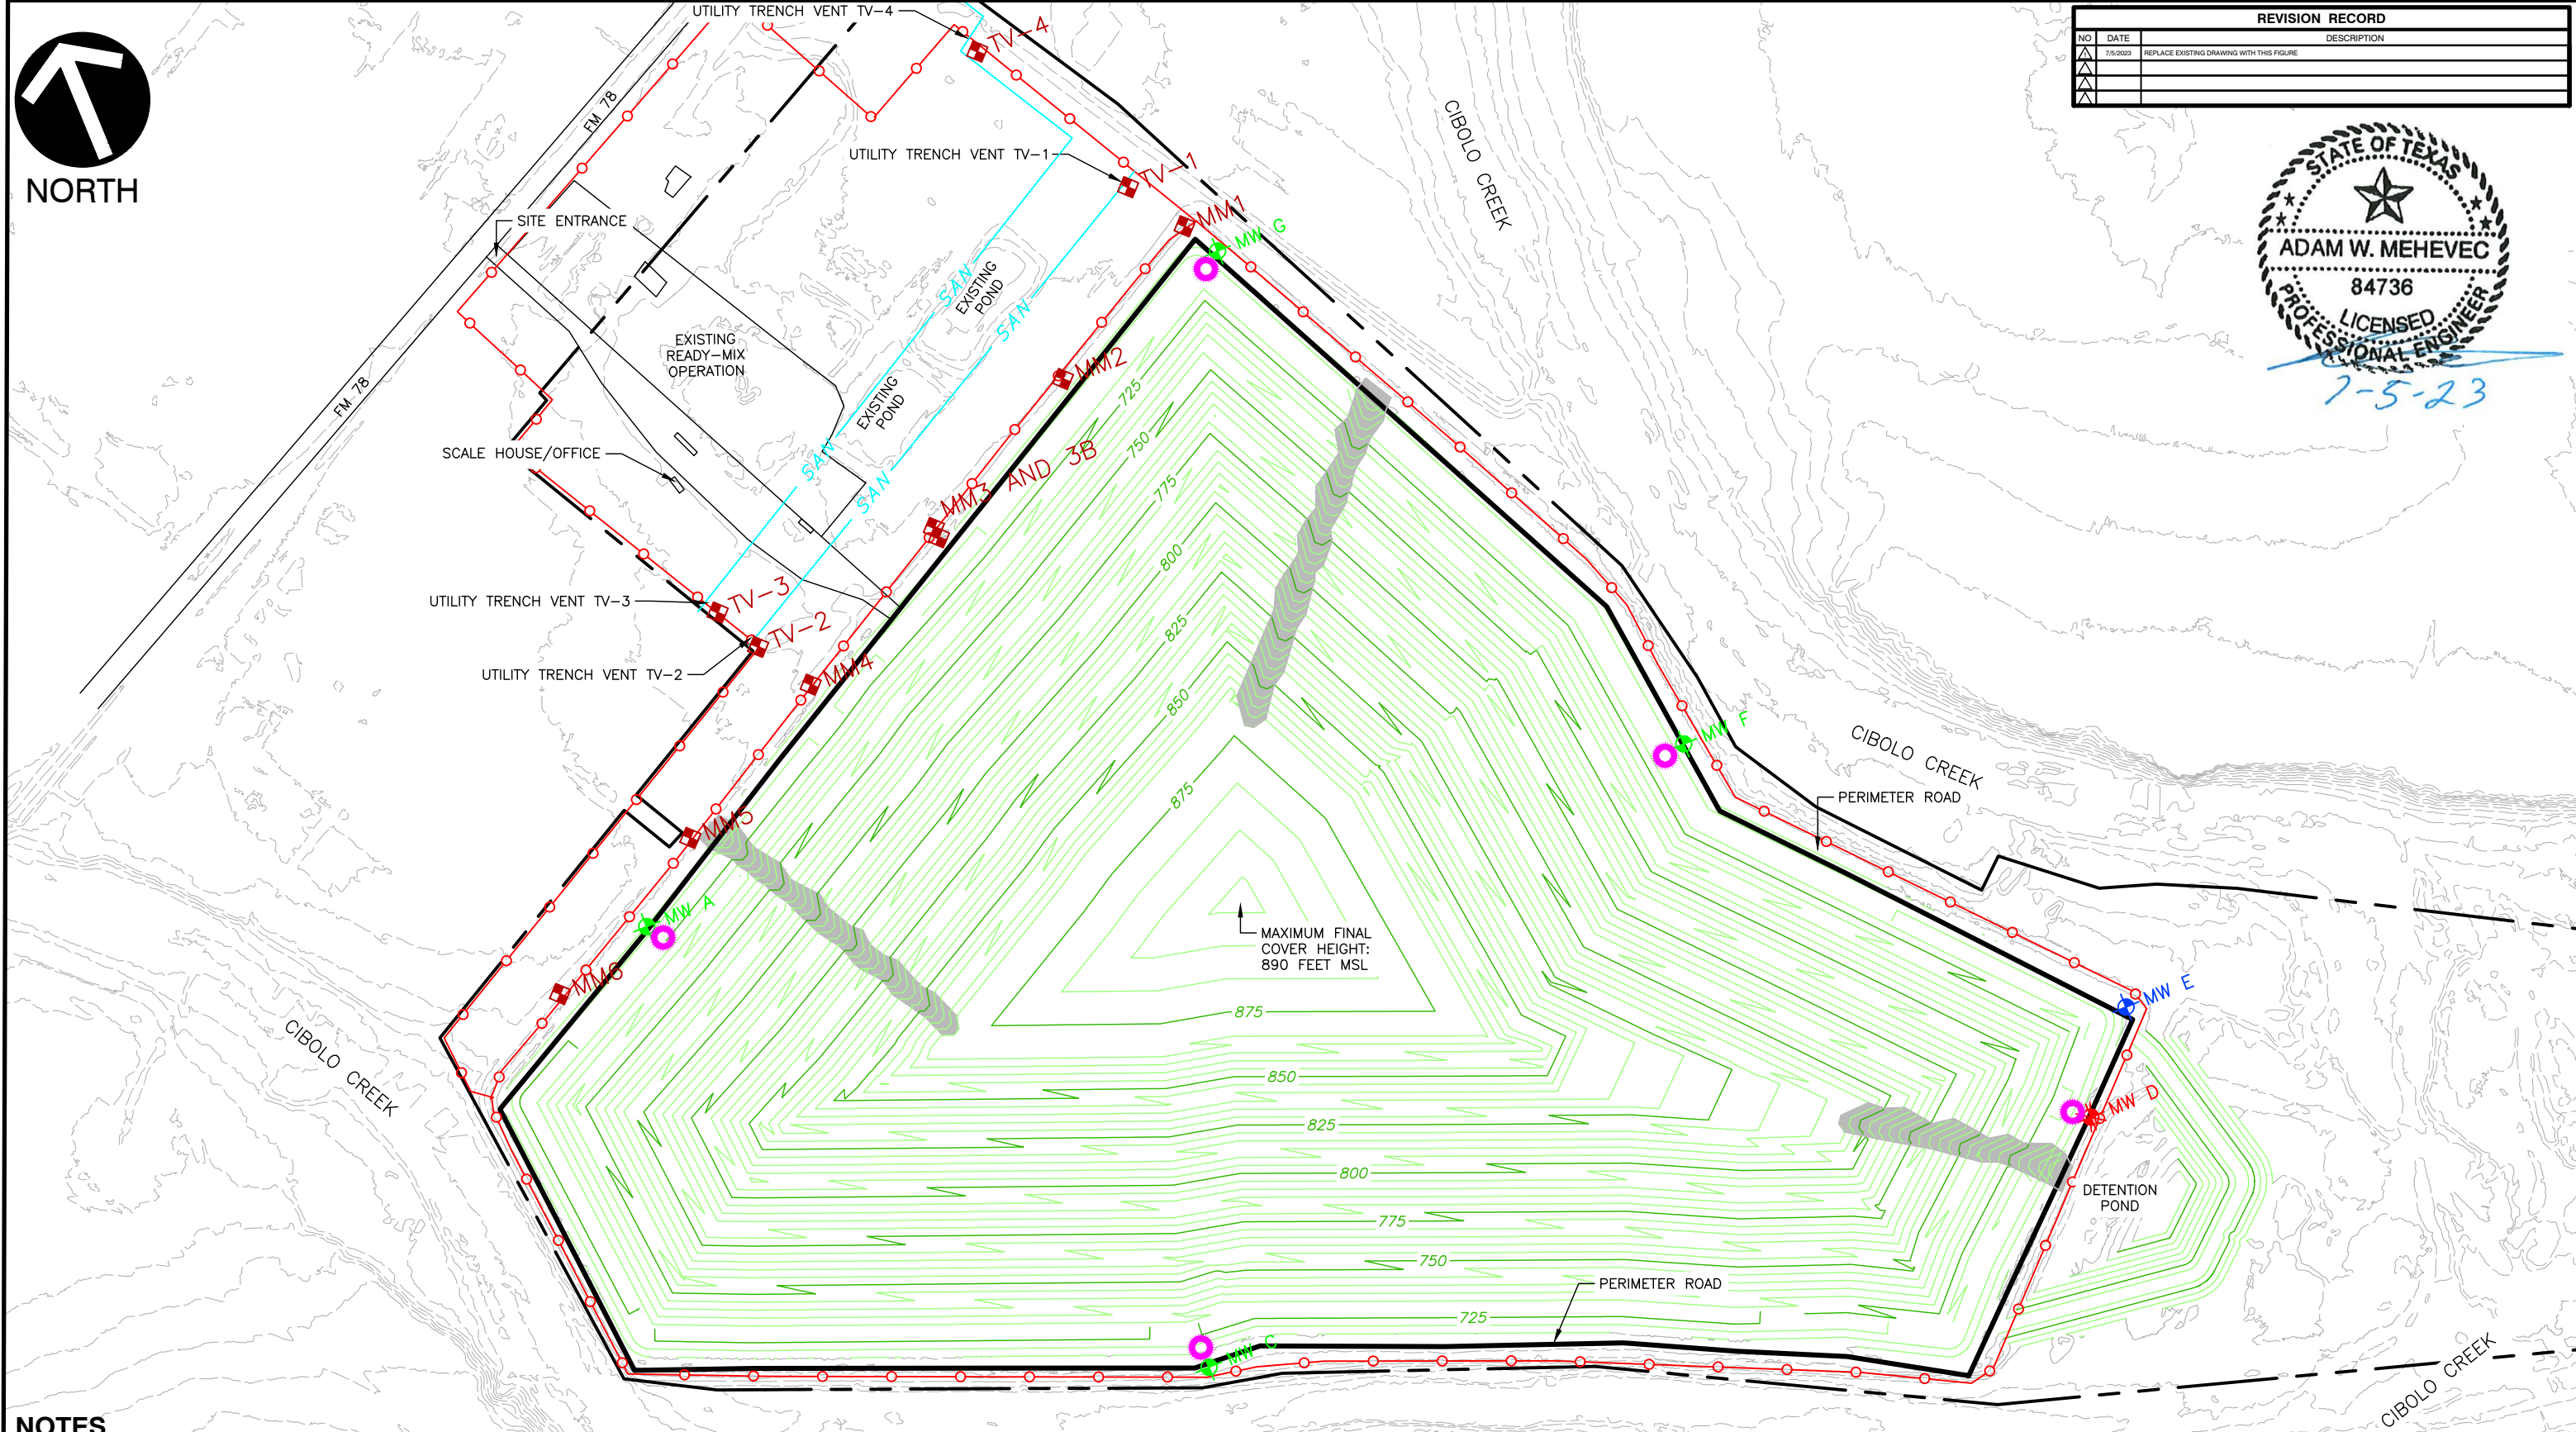 UTILITY TRENCH VENT TV-4
TV-4
REVISION RECORD
NO DATE DESCRIPTION
7/5/2023 REPLACE EXISTING DRAWING WITH THIS FIGURE
NORTH
FM 78
CIBOLO CREEK
UTILITY TRENCH VENT TV-1
TV-1
STATE OF TEXAS
ADAM W. MEHEVEC
84736
LICENSED
PROFESSIONAL ENGINEER
7-5-23
SITE ENTRANCE
MM1
MW G
SAN
EXISTING
POND
SAN
EXISTING
READY-MIX
OPERATION
MM2
725
FM 78
EXISTING
POND
750
SCALE HOUSE/OFFICE
SAN
SAN
MM3 AND 3B
775
800
UTILITY TRENCH VENT TV-3
TV-3
TV-2
825
UTILITY TRENCH VENT TV-2
MM4
850
MW F
CIBOLO CREEK
875
PERIMETER ROAD
MM5
MW A
MAXIMUM FINAL
COVER HEIGHT:
890 FEET MSL
MM6
MW E
875
CIBOLO CREEK
850
MW D
825
800
DETENTION
POND
775
750
PERIMETER ROAD
725
MW C
CIBOLO CREEK
NOTES